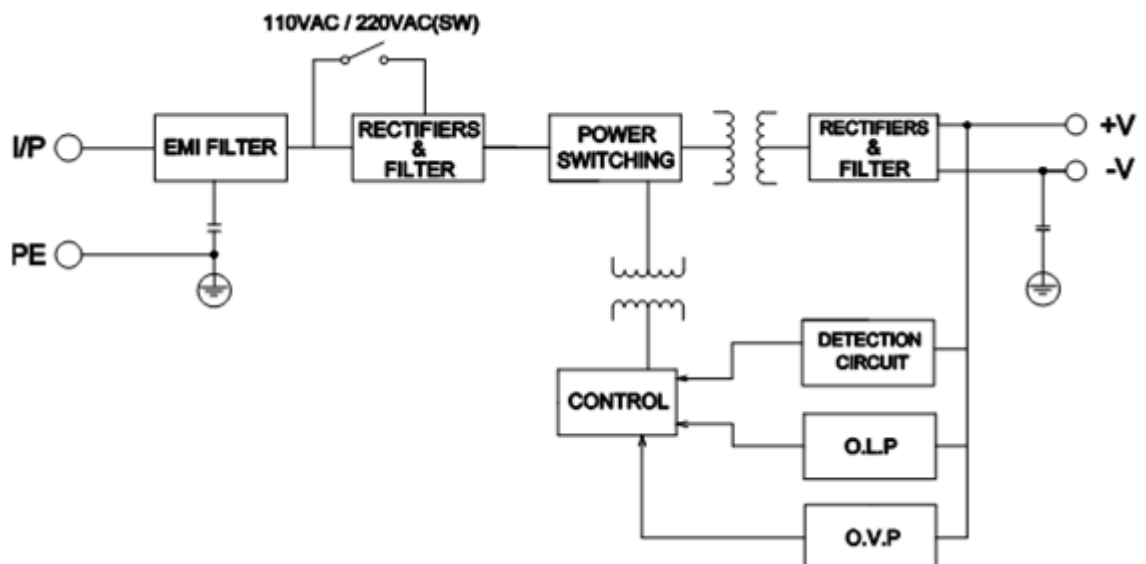 110VAC / 220VAC(SW)
I/P
EMI FILTER
RECTIFIERS
&
FILTER
POWER
SWITCHING
RECTIFIERS
&
FILTER
+V
-V
PE
DETECTION
CIRCUIT
CONTROL
O.L.P
O.V.P